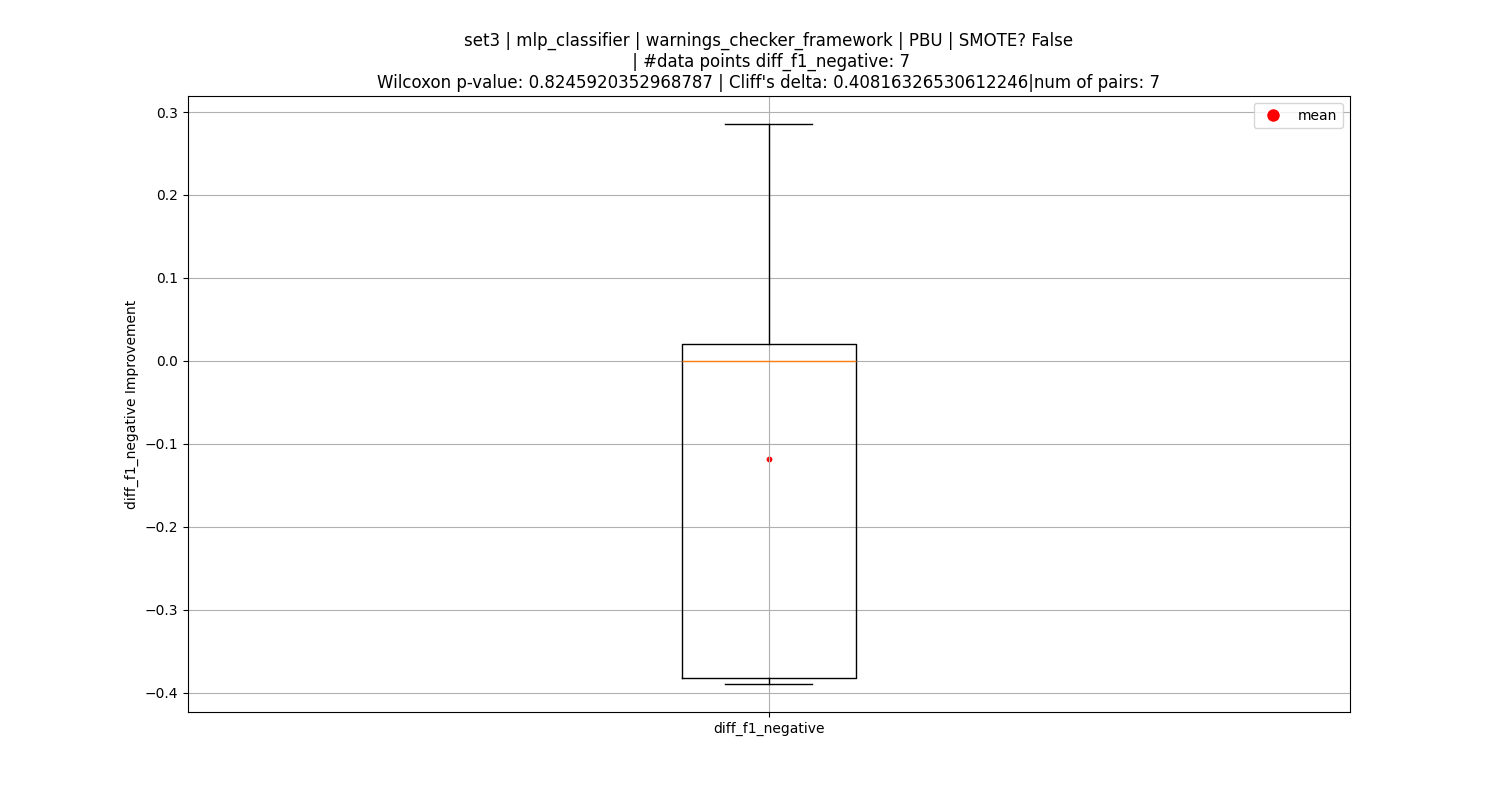 set3 | mlp_classifier | warnings_checker_framework | PBU | SMOTE? False
| #data points diff_f1_negative: 7
Wilcoxon p-value: 0.8245920352968787 | Cliff's delta: 0.40816326530612246|num of pairs: 7
mean
0.3
0.2
0.1
0.0
−0.1
−0.2
−0.3
−0.4
diff_f1_negative Improvement
diff_f1_negative